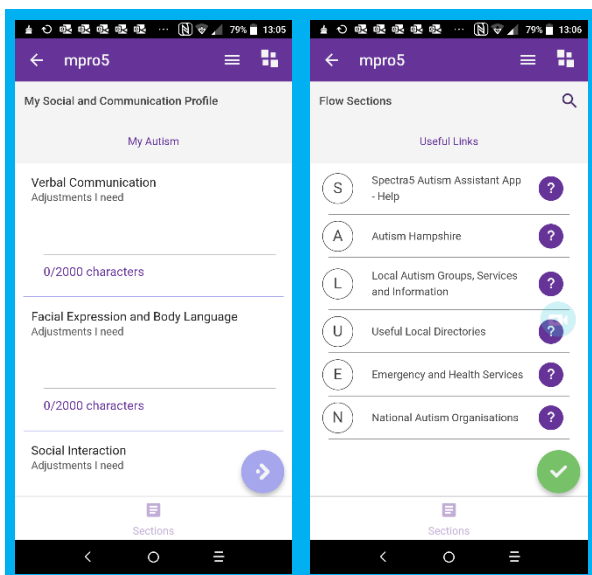 79% 13:05
mpro5
My Social and Communication Profile
My Autism
Verbal Communication
Adjustments I need
0/2000 characters
Facial Expression and Body Language
Adjustments I need
0/2000 characters
Social Interaction
Adjustments I need
Sections
79% 13:06
mpro5
Flow Sections
Useful Links
S Spectra5 Autism Assistant App
- Help ?
A Autism Hampshire ?
L Local Autism Groups, Services
and Information ?
U Useful Local Directories ?
E Emergency and Health Services ?
N National Autism Organisations ?
Sections